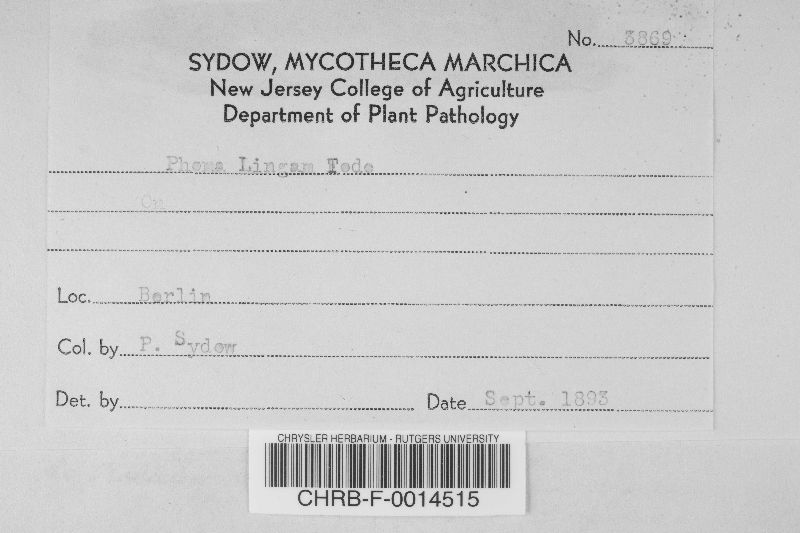 No. 3869
SYDOW, MYCOTHECA MARCHICA
New Jersey College of Agriculture
Department of Plant Pathology
Phoma Lingam Tode
On
Loc. Berlin
Col. by P. Sydow
Det. by
Date Sept. 1893
CHRYSLER HERBARIUM - RUTGERS UNIVERSITY
CHRB-F-0014515